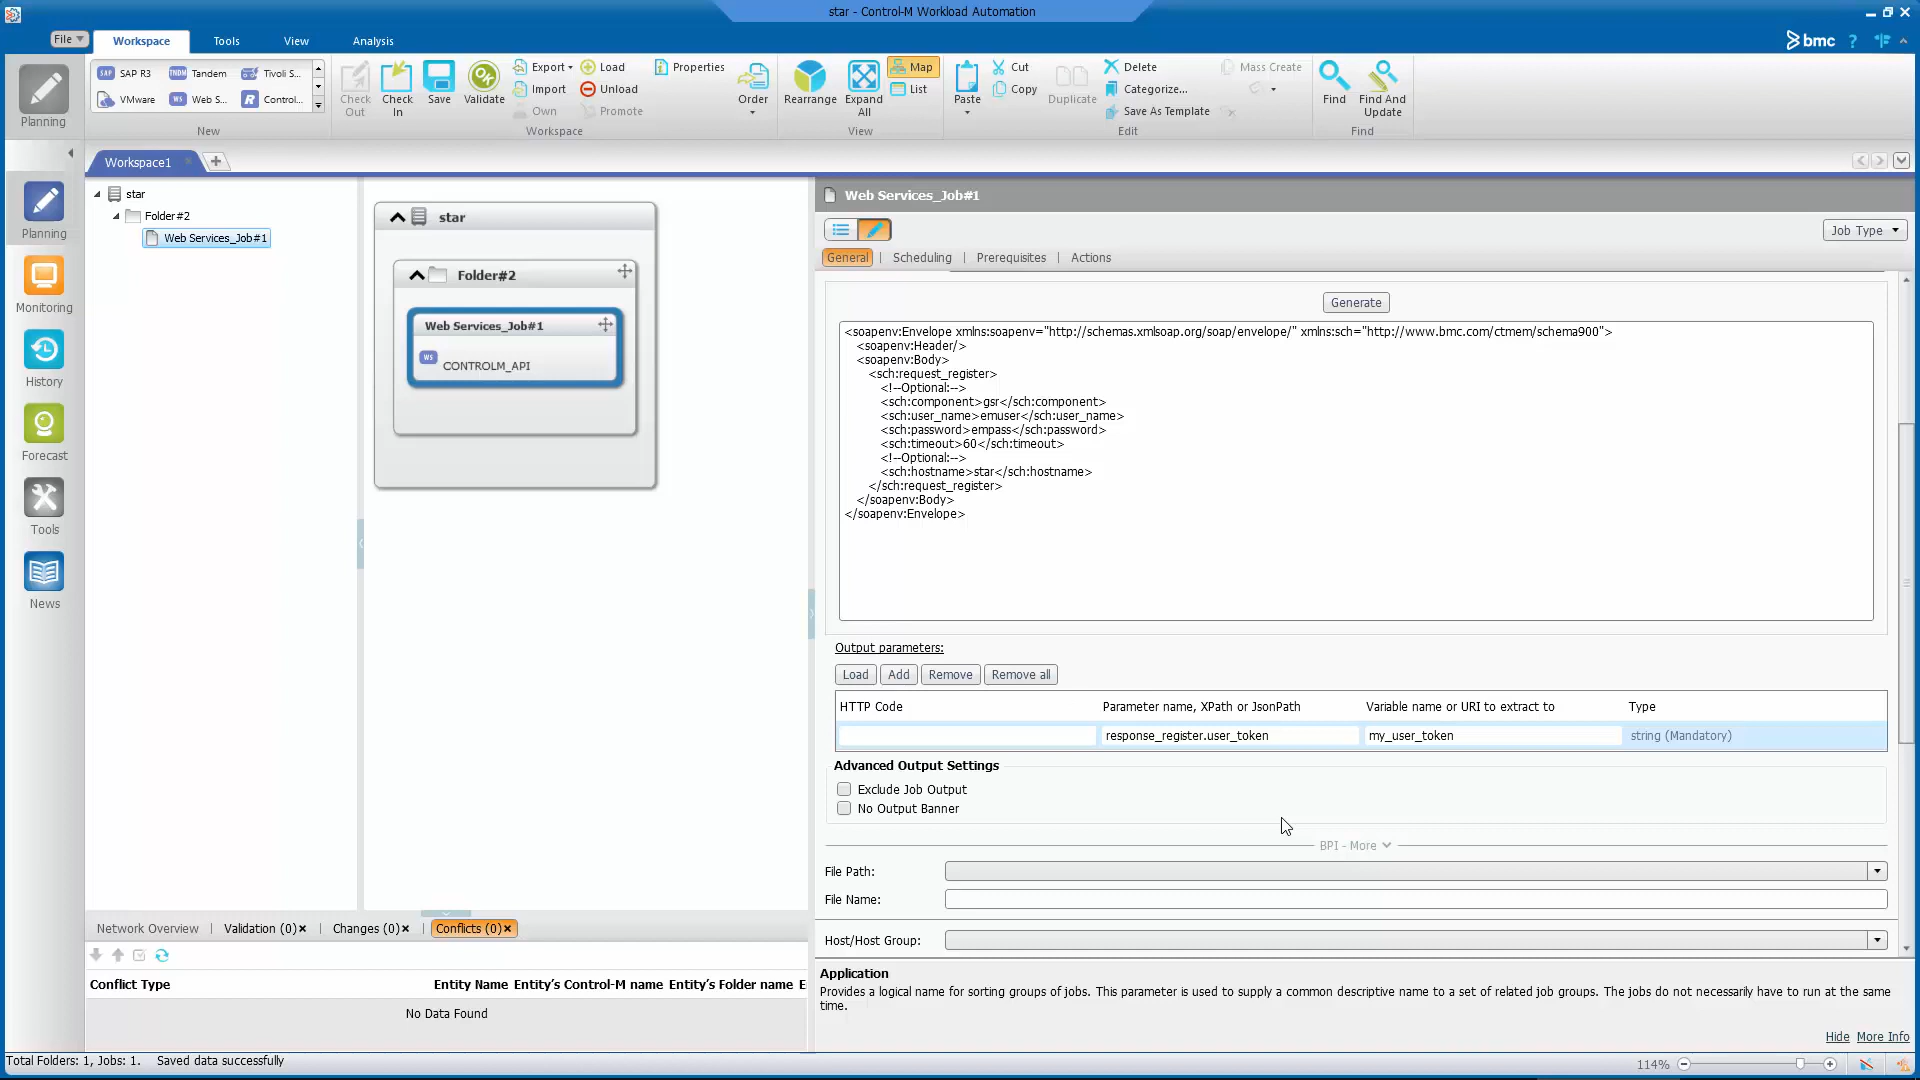 star - Control-M Workload Automation
File
Workspace
Tools
View
Analysis
bmc
?
Planning
SAP R3
Tandem
Tivoli S...
VMware
Web S...
Control...
New
Check Out
Check In
Save
Validate
Export
Import
Own
Load
Unload
Promote
Properties
Order
Workspace
Rearrange
Expand All
Map
List
View
Paste
Cut
Copy
Duplicate
Delete
Categorize...
Save As Template
Mass Create
Edit
Find
Find And Update
Find
Workspace1
Planning
Monitoring
History
Forecast
Tools
News
star
Folder#2
Web Services_Job#1
star
Folder#2
Web Services_Job#1
WS
CONTROLM_API
Web Services_Job#1
Job Type
General
Scheduling
Prerequisites
Actions
Generate
<soapenv:Envelope xmlns:soapenv="http://schemas.xmlsoap.org/soap/envelope/" xmlns:sch="http://www.bmc.com/ctmem/schema900">
<soapenv:Header/>
<soapenv:Body>
<sch:request_register>
<!--Optional:-->
<sch:component>gsr</sch:component>
<sch:user_name>emuser</sch:user_name>
<sch:password>empass</sch:password>
<sch:timeout>60</sch:timeout>
<!--Optional:-->
<sch:hostname>star</sch:hostname>
</sch:request_register>
</soapenv:Body>
</soapenv:Envelope>
Output parameters:
Load
Add
Remove
Remove all
HTTP Code
Parameter name, XPath or JsonPath
Variable name or URI to extract to
Type
response_register.user_token
my_user_token
string (Mandatory)
Advanced Output Settings
Exclude Job Output
No Output Banner
BPI - More
File Path:
File Name:
Host/Host Group:
Application
Provides a logical name for sorting groups of jobs. This parameter is used to supply a common descriptive name to a set of related job groups. The jobs do not necessarily have to run at the same
time.
Hide
More Info
Network Overview
Validation (0)
Changes (0)
Conflicts (0)
Conflict Type
Entity Name
Entity's Control-M name
Entity's Folder name
E
No Data Found
Total Folders: 1, Jobs: 1.
Saved data successfully
114%